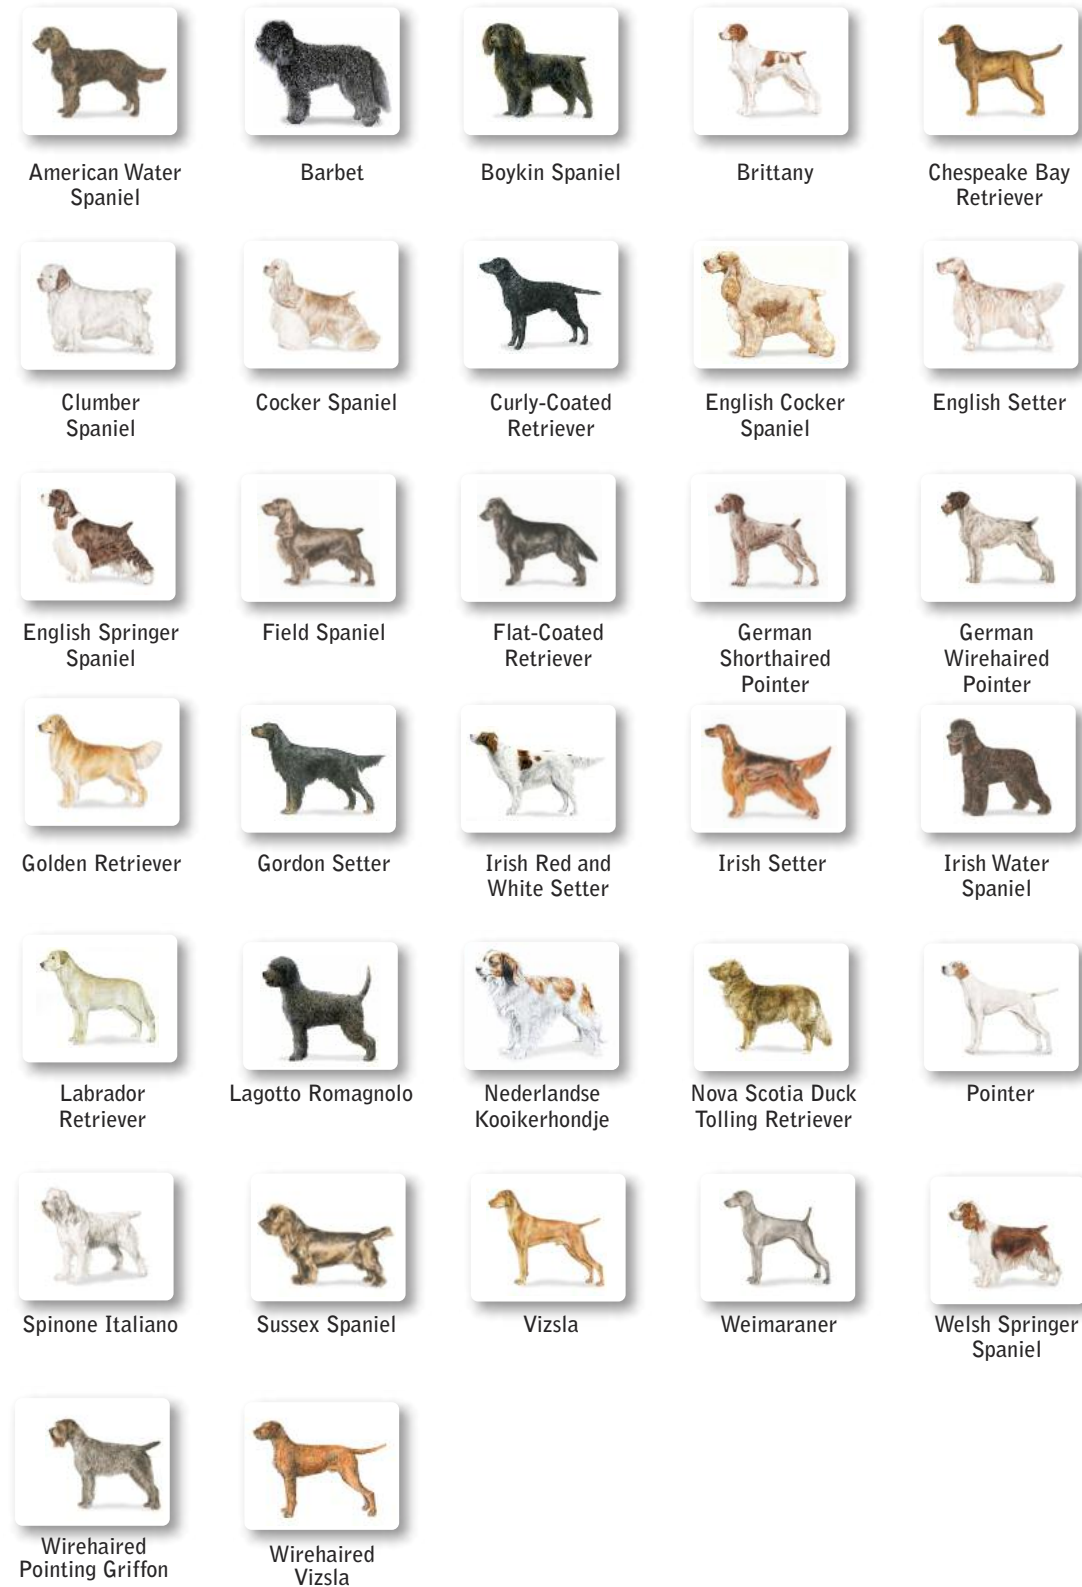 American Water
Spaniel
Barbet
Boykin Spaniel
Brittany
Chespeake Bay
Retriever
Clumber
Spaniel
Cocker Spaniel
Curly-Coated
Retriever
English Cocker
Spaniel
English Setter
English Springer
Spaniel
Field Spaniel
Flat-Coated
Retriever
German
Shorthaired
Pointer
German
Wirehaired
Pointer
Golden Retriever
Gordon Setter
Irish Red and
White Setter
Irish Setter
Irish Water
Spaniel
Labrador
Retriever
Lagotto Romagnolo
Nederlandse
Kooikerhondje
Nova Scotia Duck
Tolling Retriever
Pointer
Spinone Italiano
Sussex Spaniel
Vizsla
Weimaraner
Welsh Springer
Spaniel
Wirehaired
Pointing Griffon
Wirehaired
Vizsla